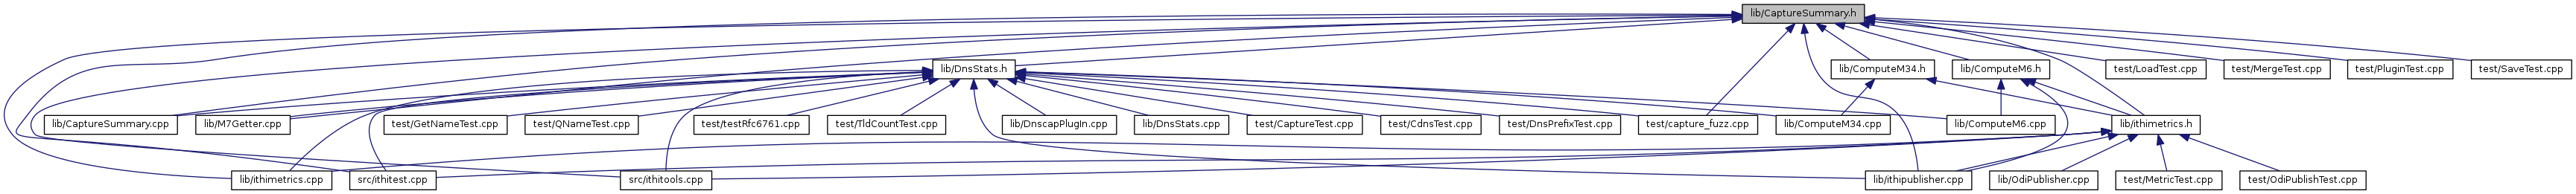 lib/CaptureSummary.h
lib/DnsStats.h
lib/ComputeM34.h
lib/ComputeM6.h
test/LoadTest.cpp
test/MergeTest.cpp
test/PluginTest.cpp
test/SaveTest.cpp
lib/CaptureSummary.cpp
lib/M7Getter.cpp
test/GetNameTest.cpp
test/QNameTest.cpp
test/testRfc6761.cpp
test/TldCountTest.cpp
lib/DnscapPlugIn.cpp
lib/DnsStats.cpp
test/CaptureTest.cpp
test/CdnsTest.cpp
test/DnsPrefixTest.cpp
test/capture_fuzz.cpp
lib/ComputeM34.cpp
lib/ComputeM6.cpp
lib/ithimetrics.h
lib/ithimetrics.cpp
src/ithitest.cpp
src/ithitools.cpp
lib/ithipublisher.cpp
lib/OdiPublisher.cpp
test/MetricTest.cpp
test/OdiPublishTest.cpp